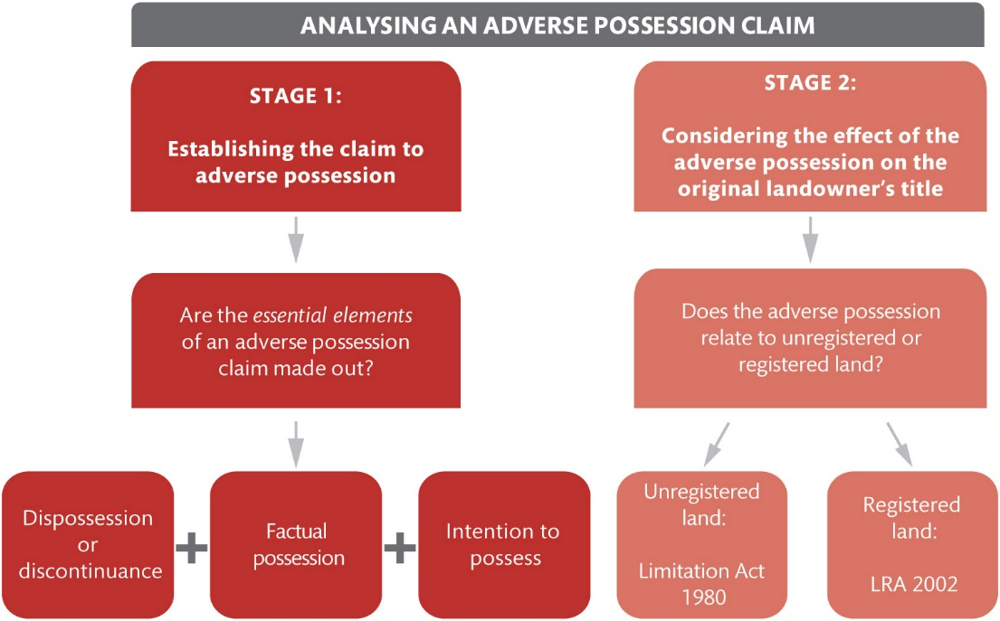 ANALYSING AN ADVERSE POSSESSION CLAIM
STAGE 1:
Establishing the claim to
adverse possession
Are the essential elements
of an adverse possession
claim made out?
Dispossession
or
discontinuance
+
Factual
possession
+
Intention to
possess
STAGE 2:
Considering the effect of the
adverse possession on the
original landowner’s title
Does the adverse possession
relate to unregistered or
registered land?
Unregistered
land:
Limitation Act
1980
Registered
land:
LRA 2002